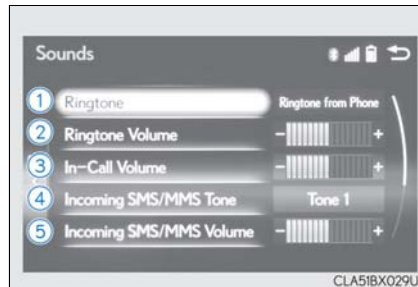 Sounds
1 Ringtone Ringtone from Phone
2 Ringtone Volume - +
3 In-Call Volume - +
4 Incoming SMS/MMS Tone Tone 1
5 Incoming SMS/MMS Volume - +
CLA51BX029U